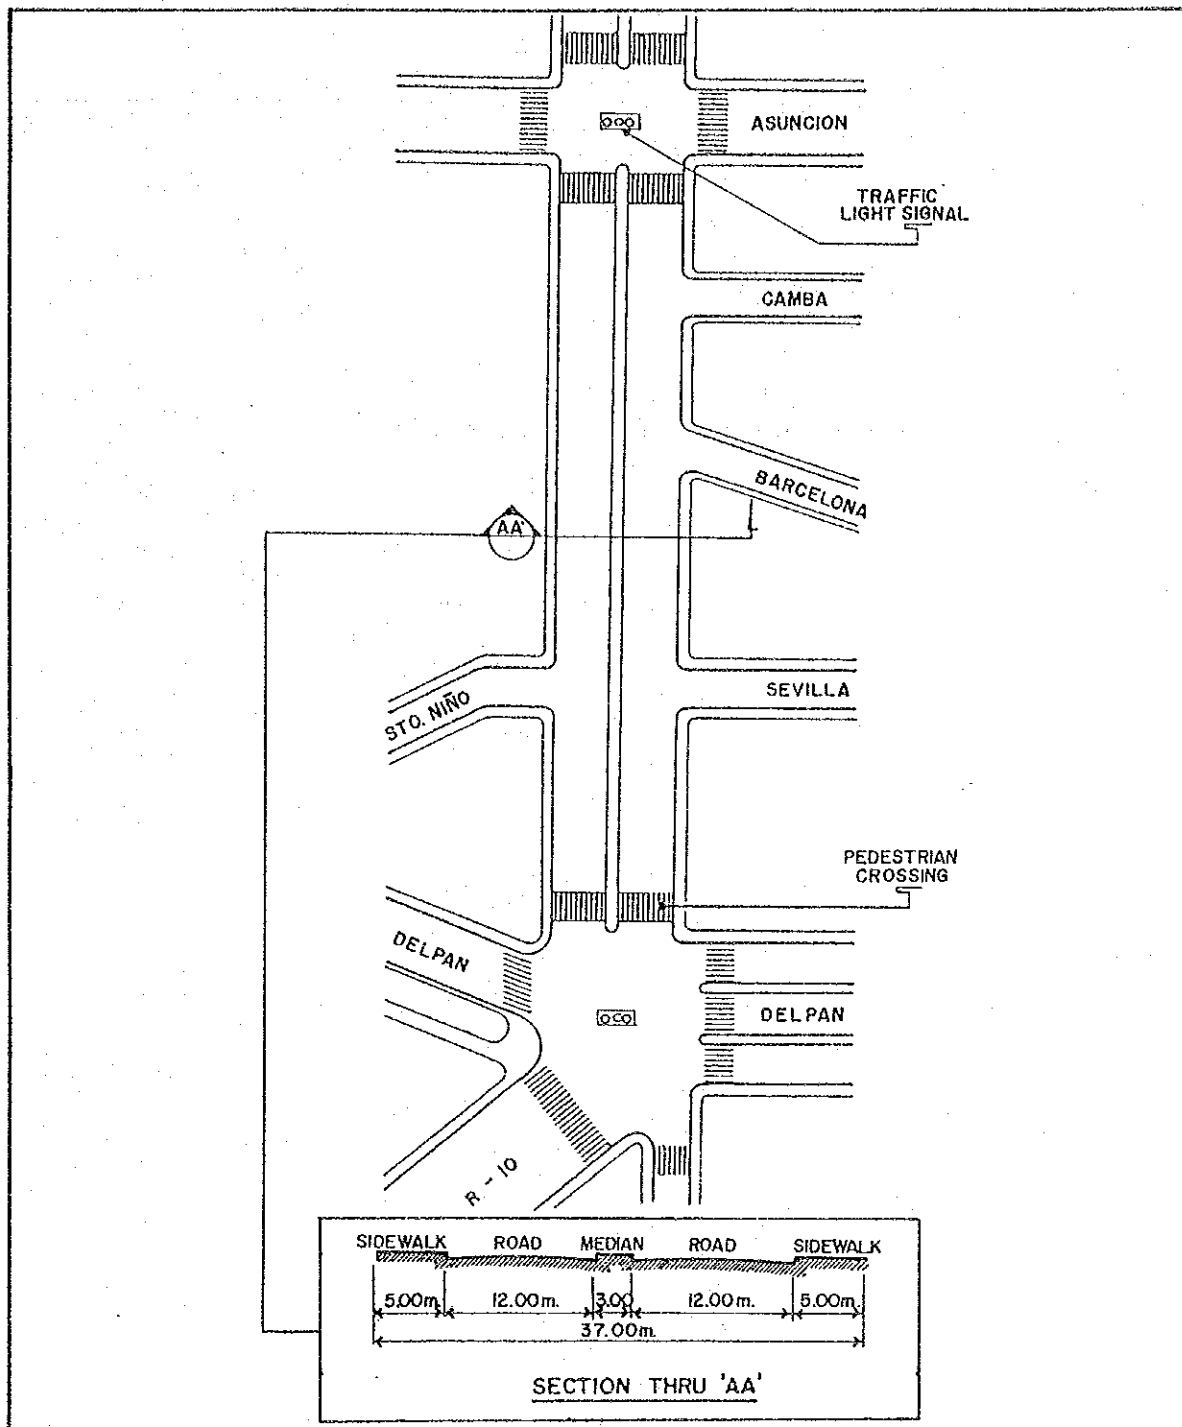 ASUNCION
TRAFFIC
LIGHT SIGNAL
CAMBA
BARCELONA
AA'
SEVILLA
STO. NIÑO
PEDESTRIAN
CROSSING
DELPAN
DELPAN
R - 10
SIDEWALK ROAD MEDIAN ROAD SIDEWALK
5.00m. 12.00m. 3.00 12.00m. 5.00m.
37.00m.
SECTION THRU 'AA'